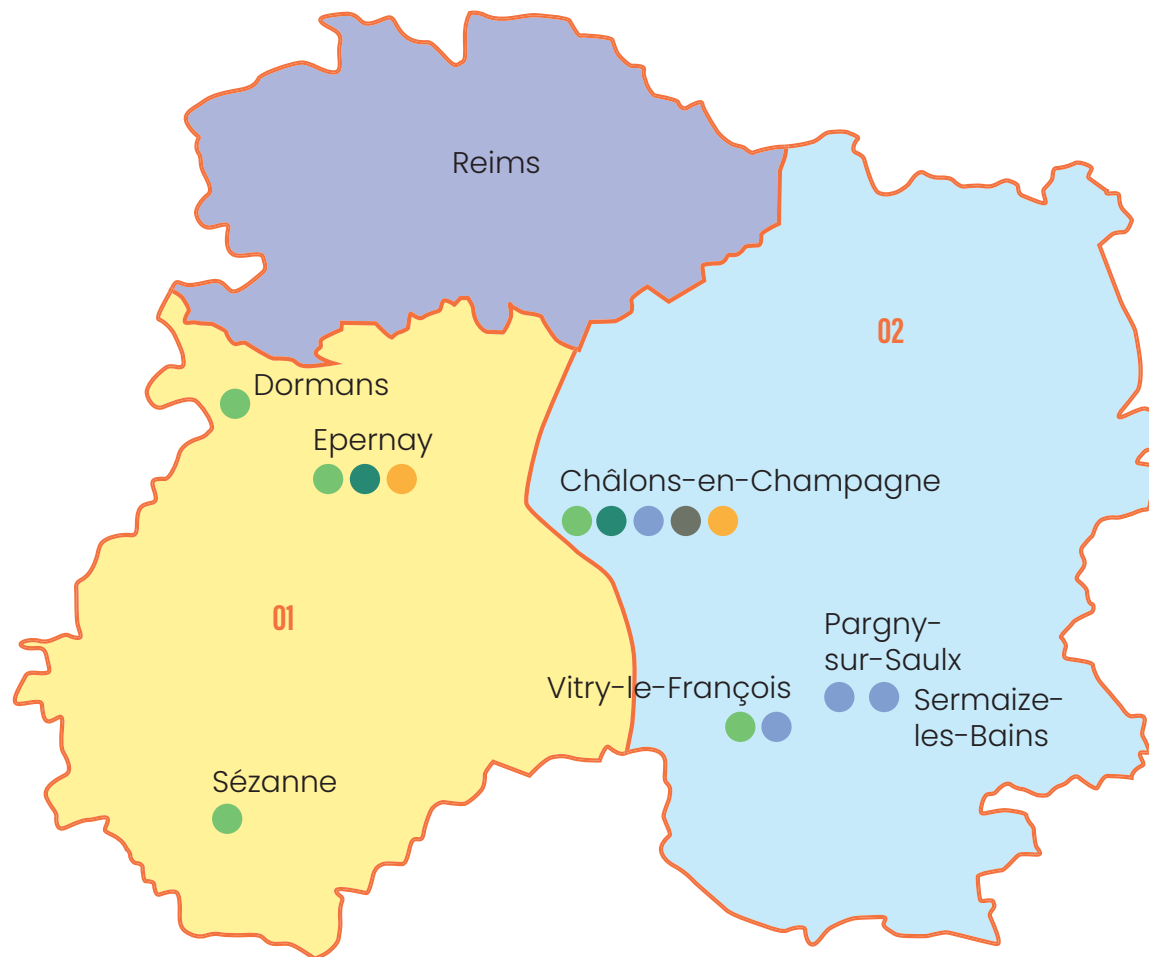 Reims
02
Dormans
Epernay
Châlons-en-Champagne
01
Pargny-
sur-Saulx
Vitry-le-François
Sermaize-
les-Bains
Sézanne